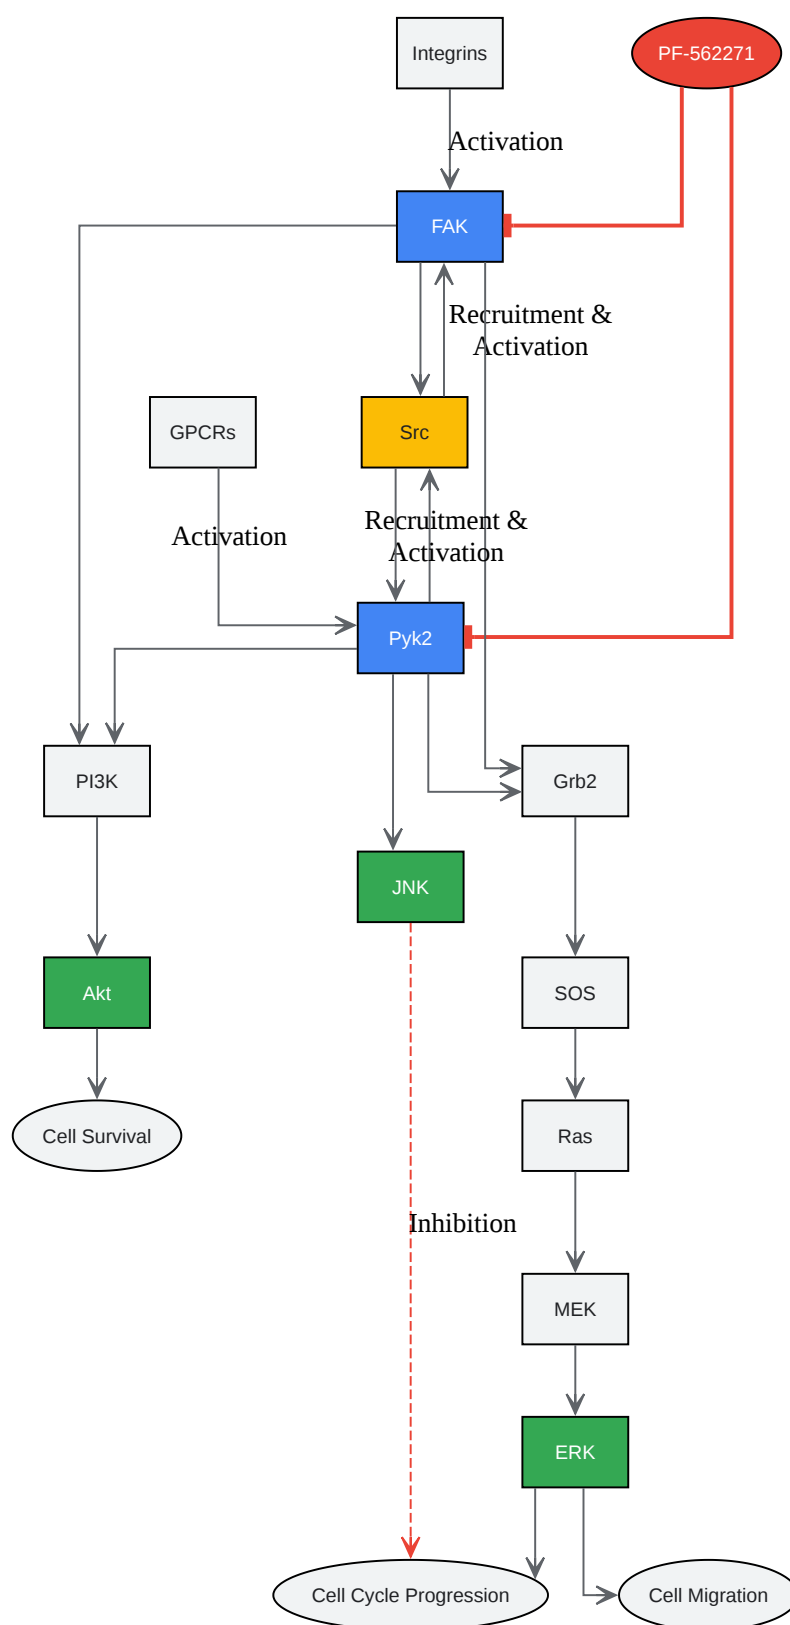 Integrins
PF-562271
Activation
FAK
Recruitment &
Activation
GPCRs
Src
Recruitment &
Activation
Activation
Pyk2
PI3K
Grb2
JNK
Akt
SOS
Cell Survival
Ras
Inhibition
MEK
ERK
Cell Cycle Progression
Cell Migration